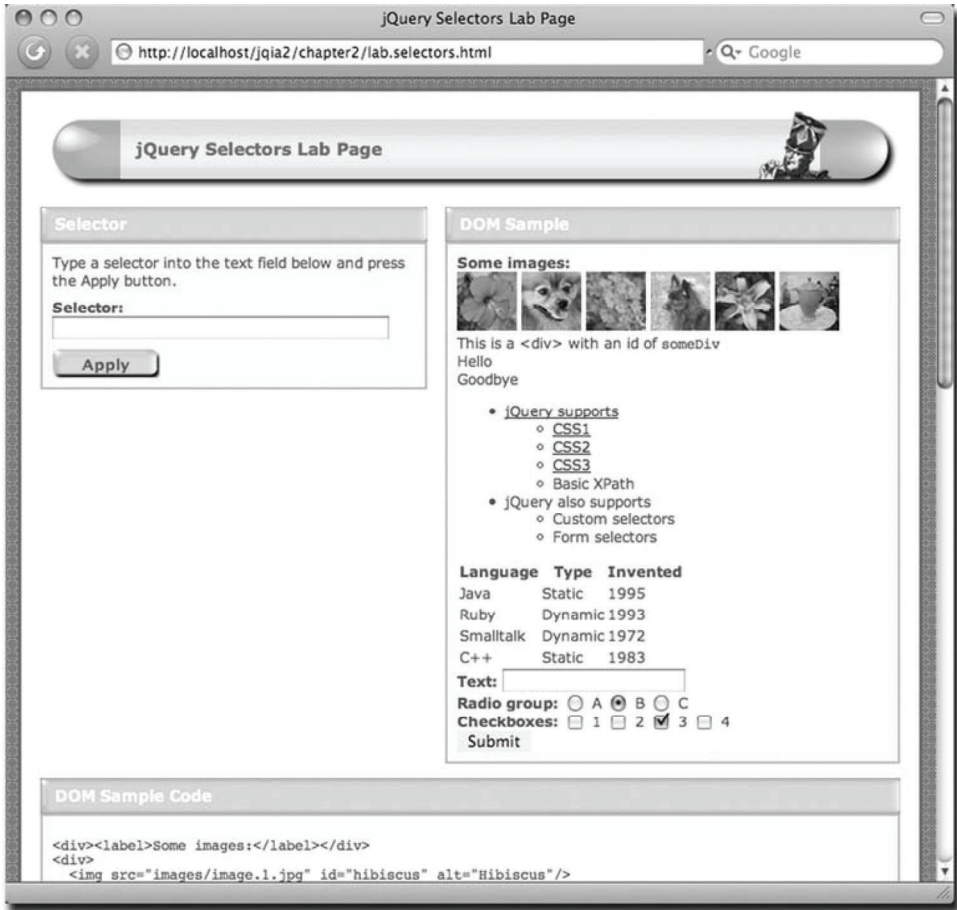 jQuery Selectors Lab Page
http://localhost/jqia2/chapter2/lab.selectors.html
Google
jQuery Selectors Lab Page
Selector
Type a selector into the text field below and press
the Apply button.
Selector:
Apply
DOM Sample
Some images:
This is a <div> with an id of someDiv
Hello
Goodbye
jQuery supports
CSS1
CSS2
CSS3
Basic XPath
jQuery also supports
Custom selectors
Form selectors
Language Type Invented
Java Static 1995
Ruby Dynamic 1993
Smalltalk Dynamic 1972
C++ Static 1983
Text:
Radio group: A B C
Checkboxes: 1 2 3 4
Submit
DOM Sample Code
<div><label>Some images:</label></div>
<div>
<img src="images/image.1.jpg" id="hibiscus" alt="Hibiscus"/>